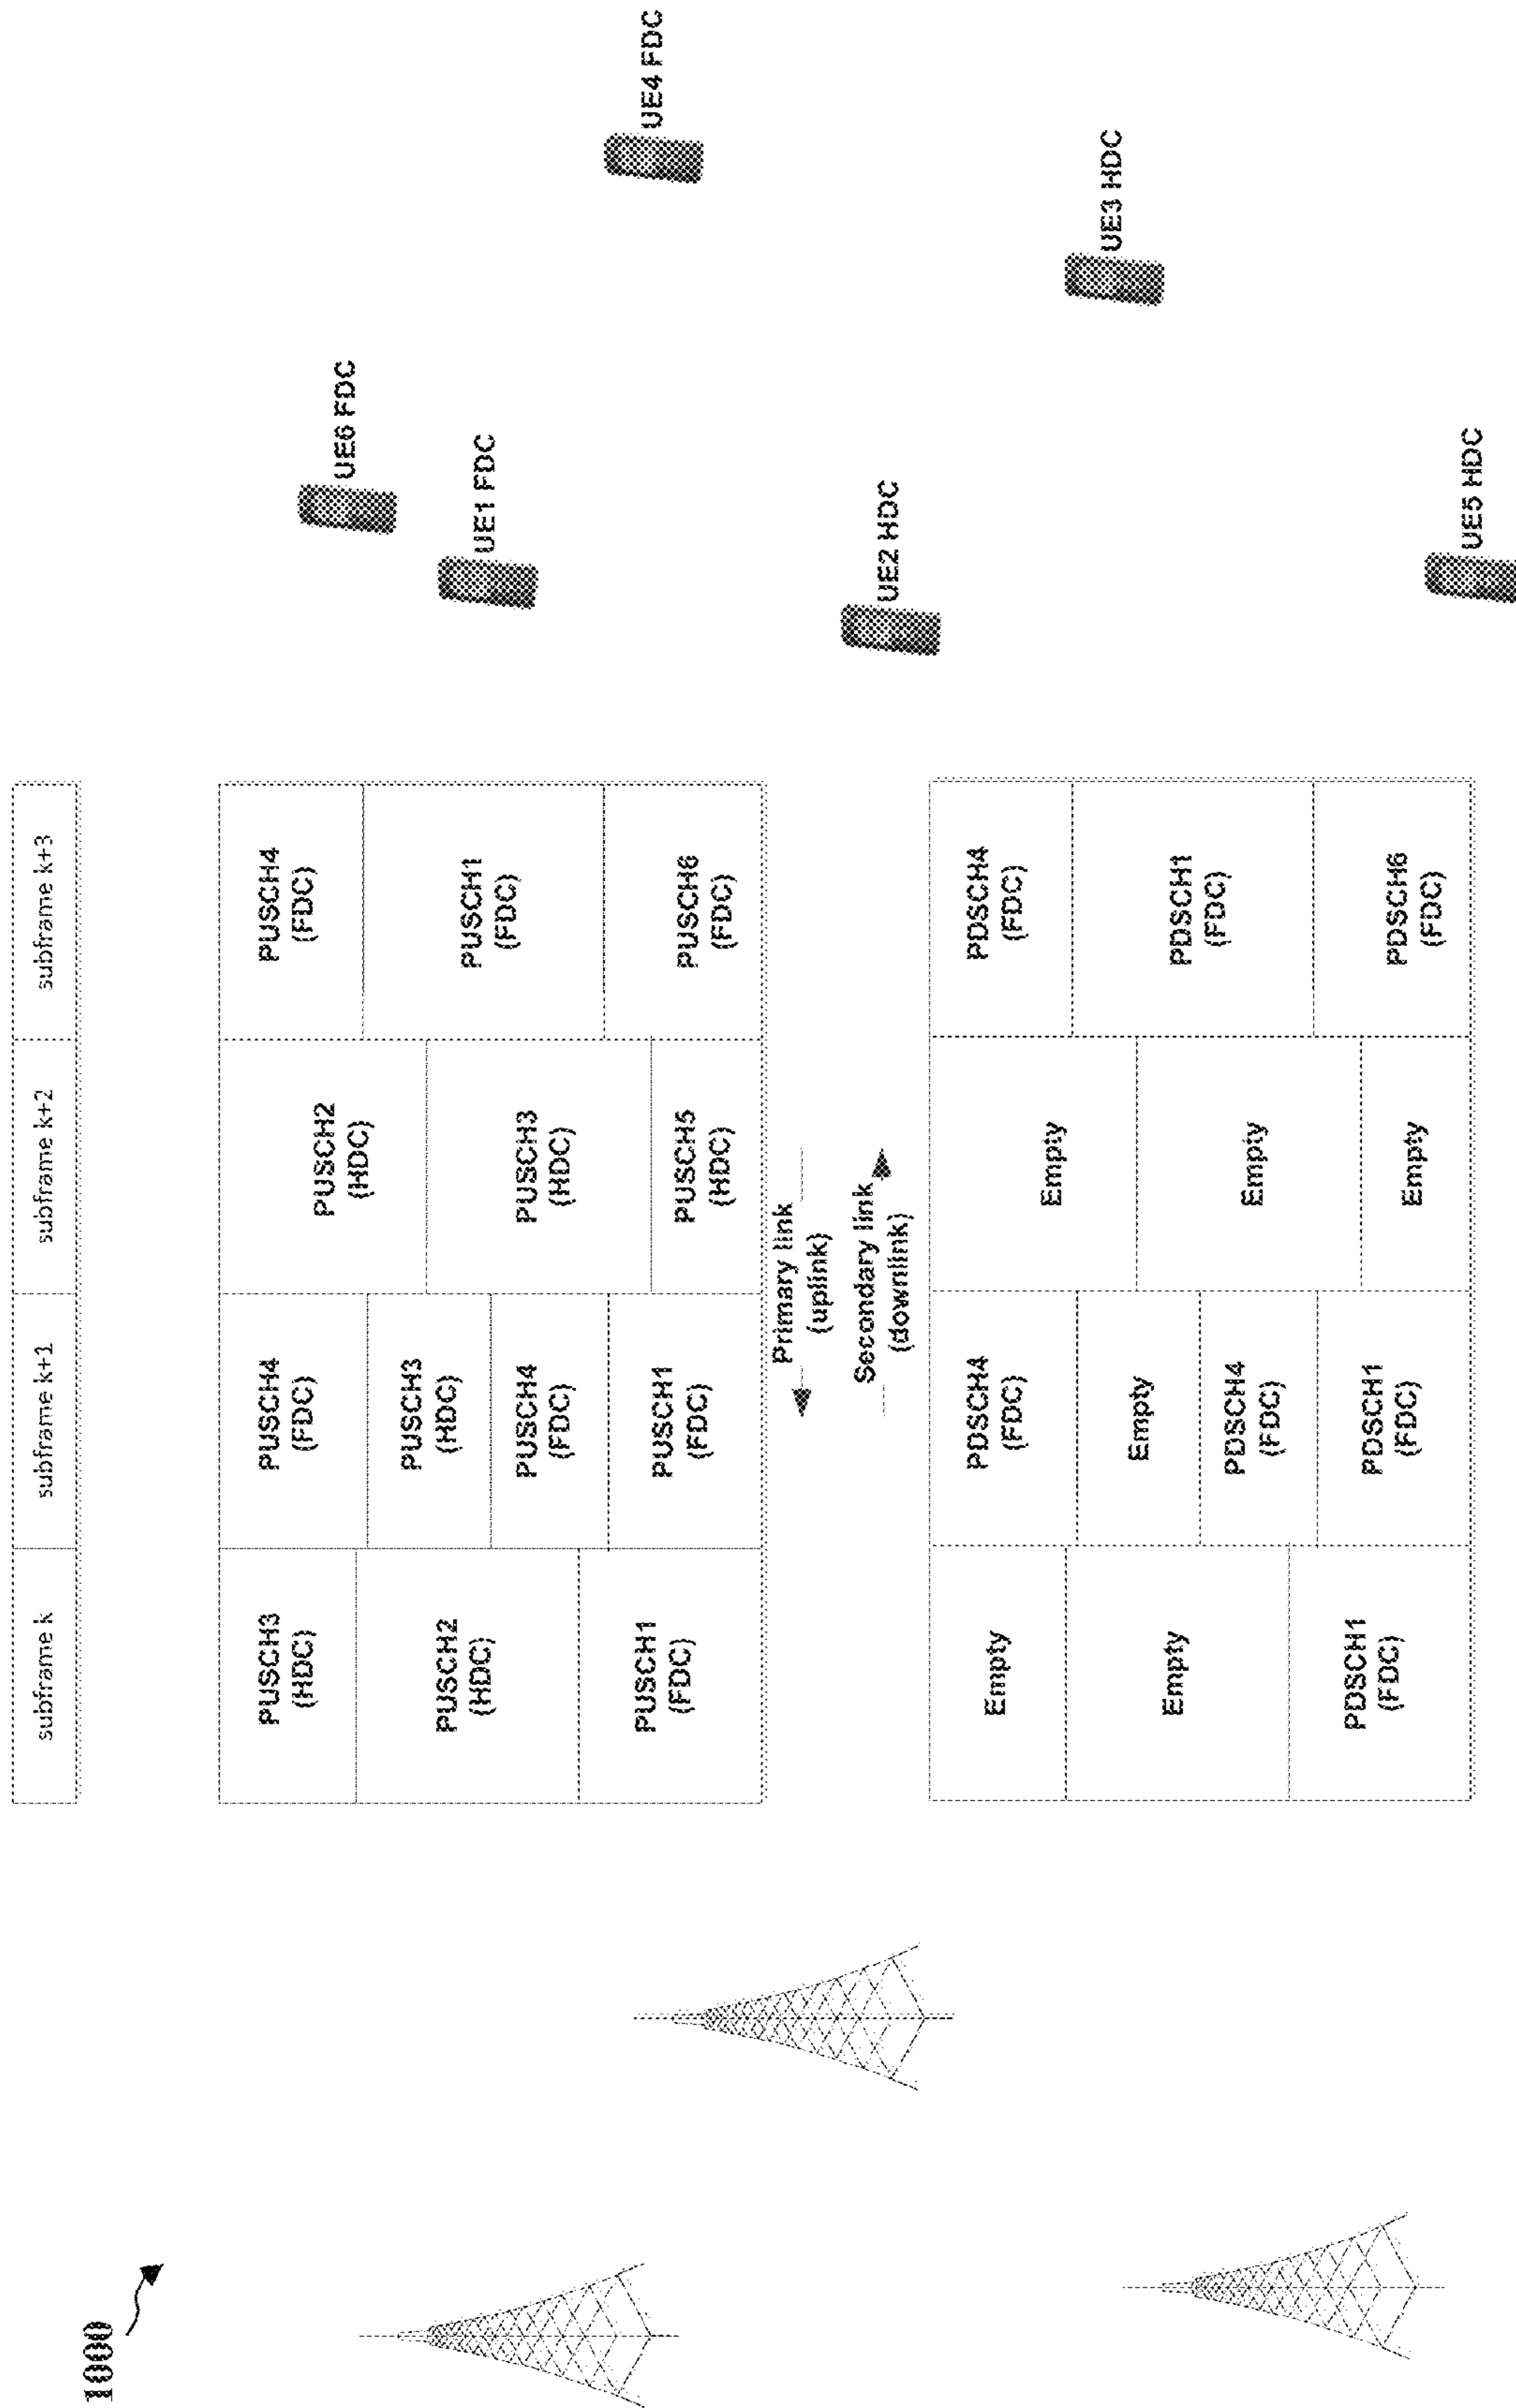 1000
subframe k
subframe k+1
subframe k+2
subframe k+3
PUSCH3
(HDC)
PUSCH2
(HDC)
PUSCH1
(FDC)
PUSCH4
(FDC)
PUSCH3
(HDC)
PUSCH4
(FDC)
PUSCH1
(FDC)
PUSCH2
(HDC)
PUSCH3
(HDC)
PUSCH5
(HDC)
PUSCH4
(FDC)
PUSCH1
(FDC)
PUSCH6
(FDC)
Primary link
(uplink)
Secondary link
(downlink)
Empty
Empty
PDSCH1
(FDC)
PDSCH4
(FDC)
Empty
PDSCH4
(FDC)
PDSCH1
(FDC)
Empty
Empty
Empty
PDSCH4
(FDC)
PDSCH1
(FDC)
PDSCH6
(FDC)
UE6 FDC
UE1 FDC
UE4 FDC
UE2 HDC
UE3 HDC
UE5 HDC